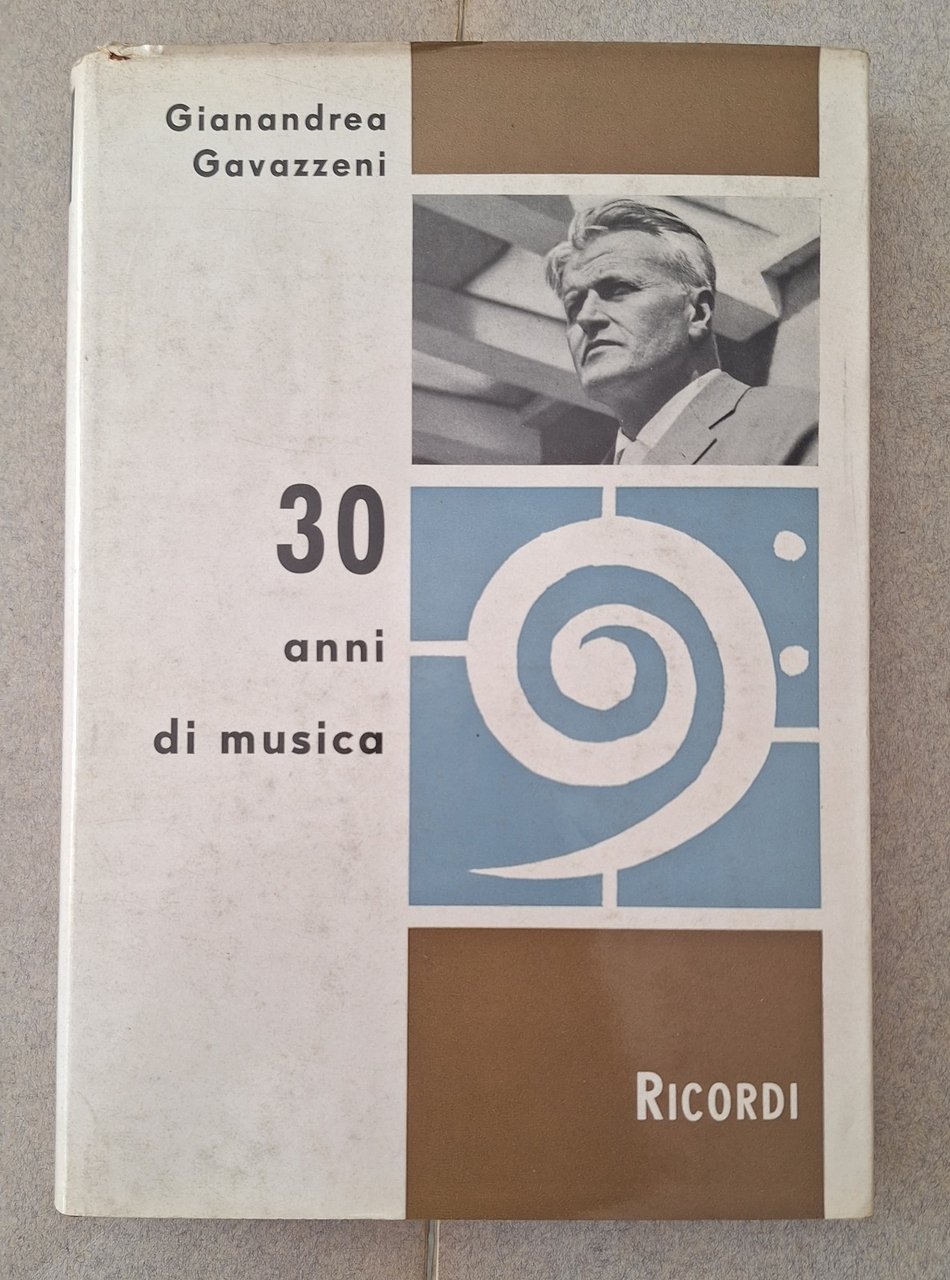 Gianandrea
Gavazzeni
30
anni
di musica
RICORDI